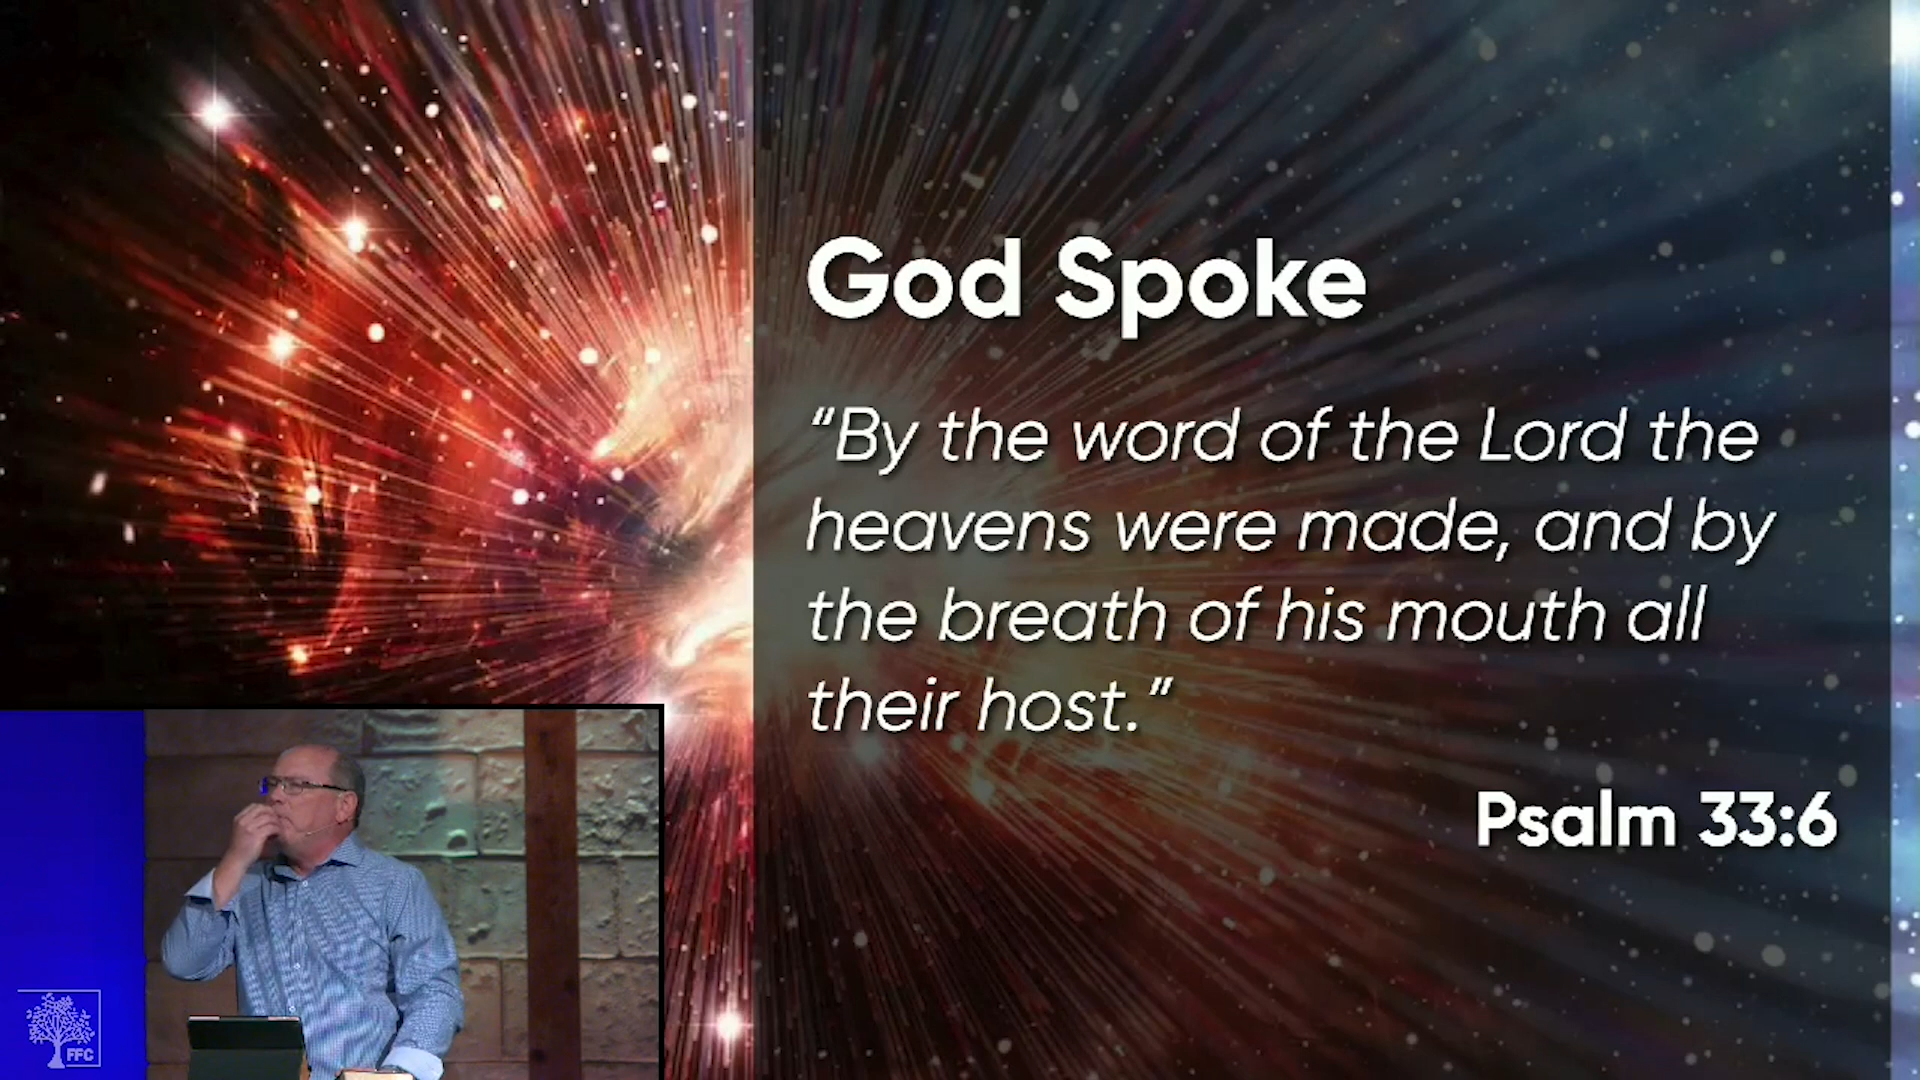 God Spoke
“By the word of the Lord the
heavens were made, and by
the breath of his mouth all
their host.”
Psalm 33:6
FFC